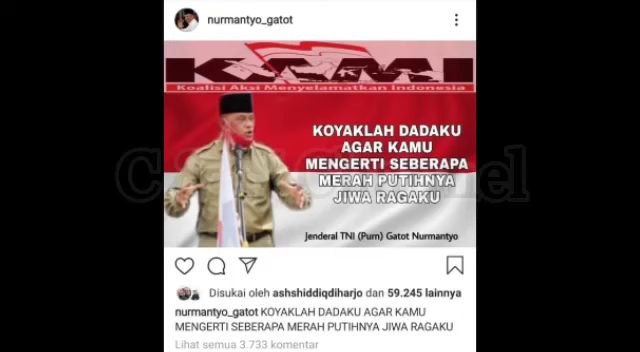 nurmantyo_gatot
KAMI
Koalisi Aksi Menyelamatkan Indonesia
KOYAKLAH DADAKU
AGAR KAMU
MENGERTI SEBERAPA
MERAH PUTIHNYA
JIWA RAGAKU
Jenderal TNI (Purn) Gatot Nurmantyo
Disukai oleh ashshiddiqdiharjo dan 59.245 lainnya
nurmantyo_gatot KOYAKLAH DADAKU AGAR KAMU
MENGERTI SEBERAPA MERAH PUTIHNYA JIWA RAGAKU
Lihat semua 3.733 komentar